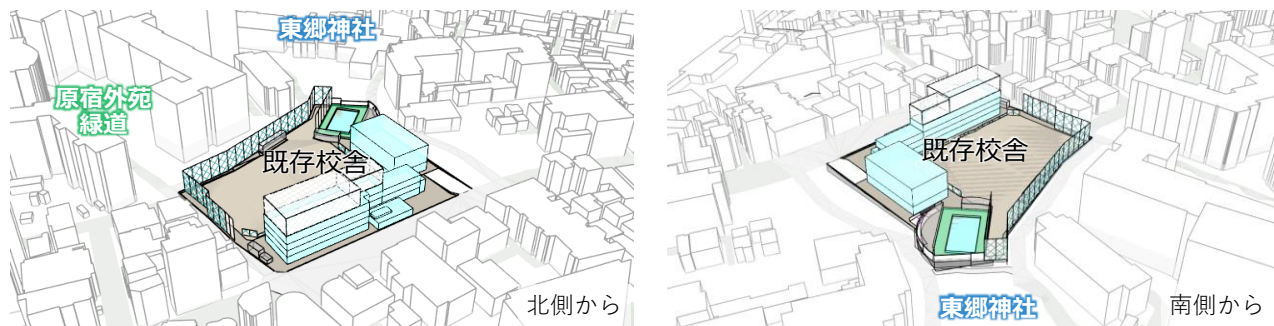 東郷神社
原宿外苑
緑道
既存校舎
北側から
既存校舎
東郷神社
南側から